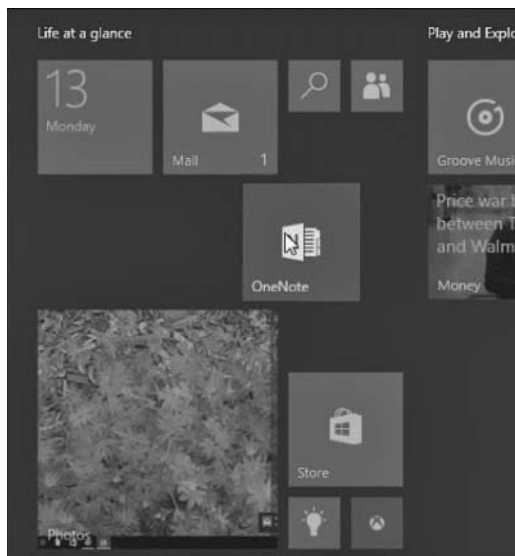 Life at a glance
Play and Explo
13
Monday
Mail 1
Groove Music
OneNote
Price war b
between T
and Walm
Money
Store
Photos